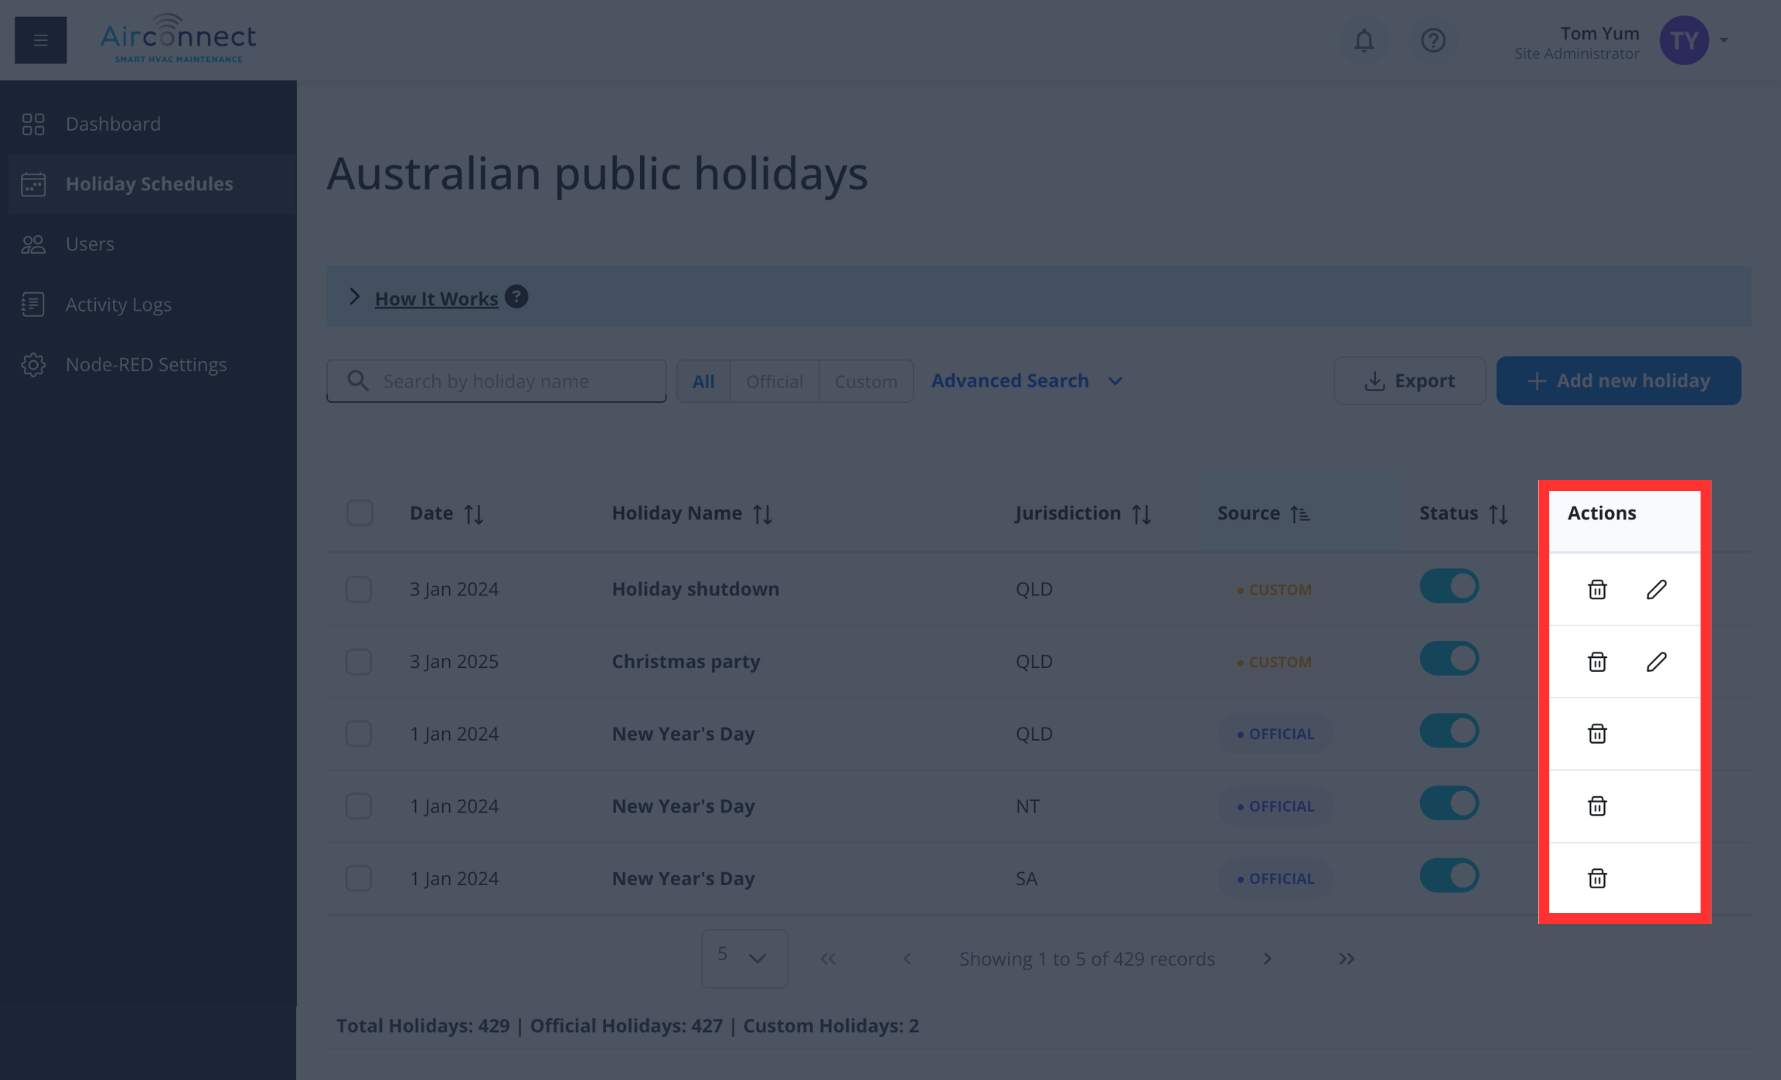 Airconnect
SMART HVAC MAINTENANCE
Tom Yum
Site Administrator
TY
Dashboard
Holiday Schedules
Users
Activity Logs
Node-RED Settings
Australian public holidays
How It Works ?
Search by holiday name
All Official Custom
Advanced Search
Export
Add new holiday
Date Holiday Name Jurisdiction Source Status Actions
3 Jan 2024 Holiday shutdown QLD • CUSTOM
3 Jan 2025 Christmas party QLD • CUSTOM
1 Jan 2024 New Year's Day QLD • OFFICIAL
1 Jan 2024 New Year's Day NT • OFFICIAL
1 Jan 2024 New Year's Day SA • OFFICIAL
5 « ‹ Showing 1 to 5 of 429 records › »
Total Holidays: 429 | Official Holidays: 427 | Custom Holidays: 2